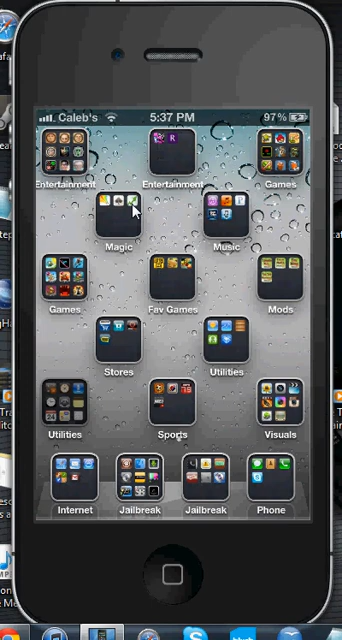 Caleb's 5:37 PM 97%
Entertainment Entertainment Games
Magic Music
Games Fav Games Mods
Stores Utilities
Utilities Sports Visuals
Internet Jailbreak Jailbreak Phone